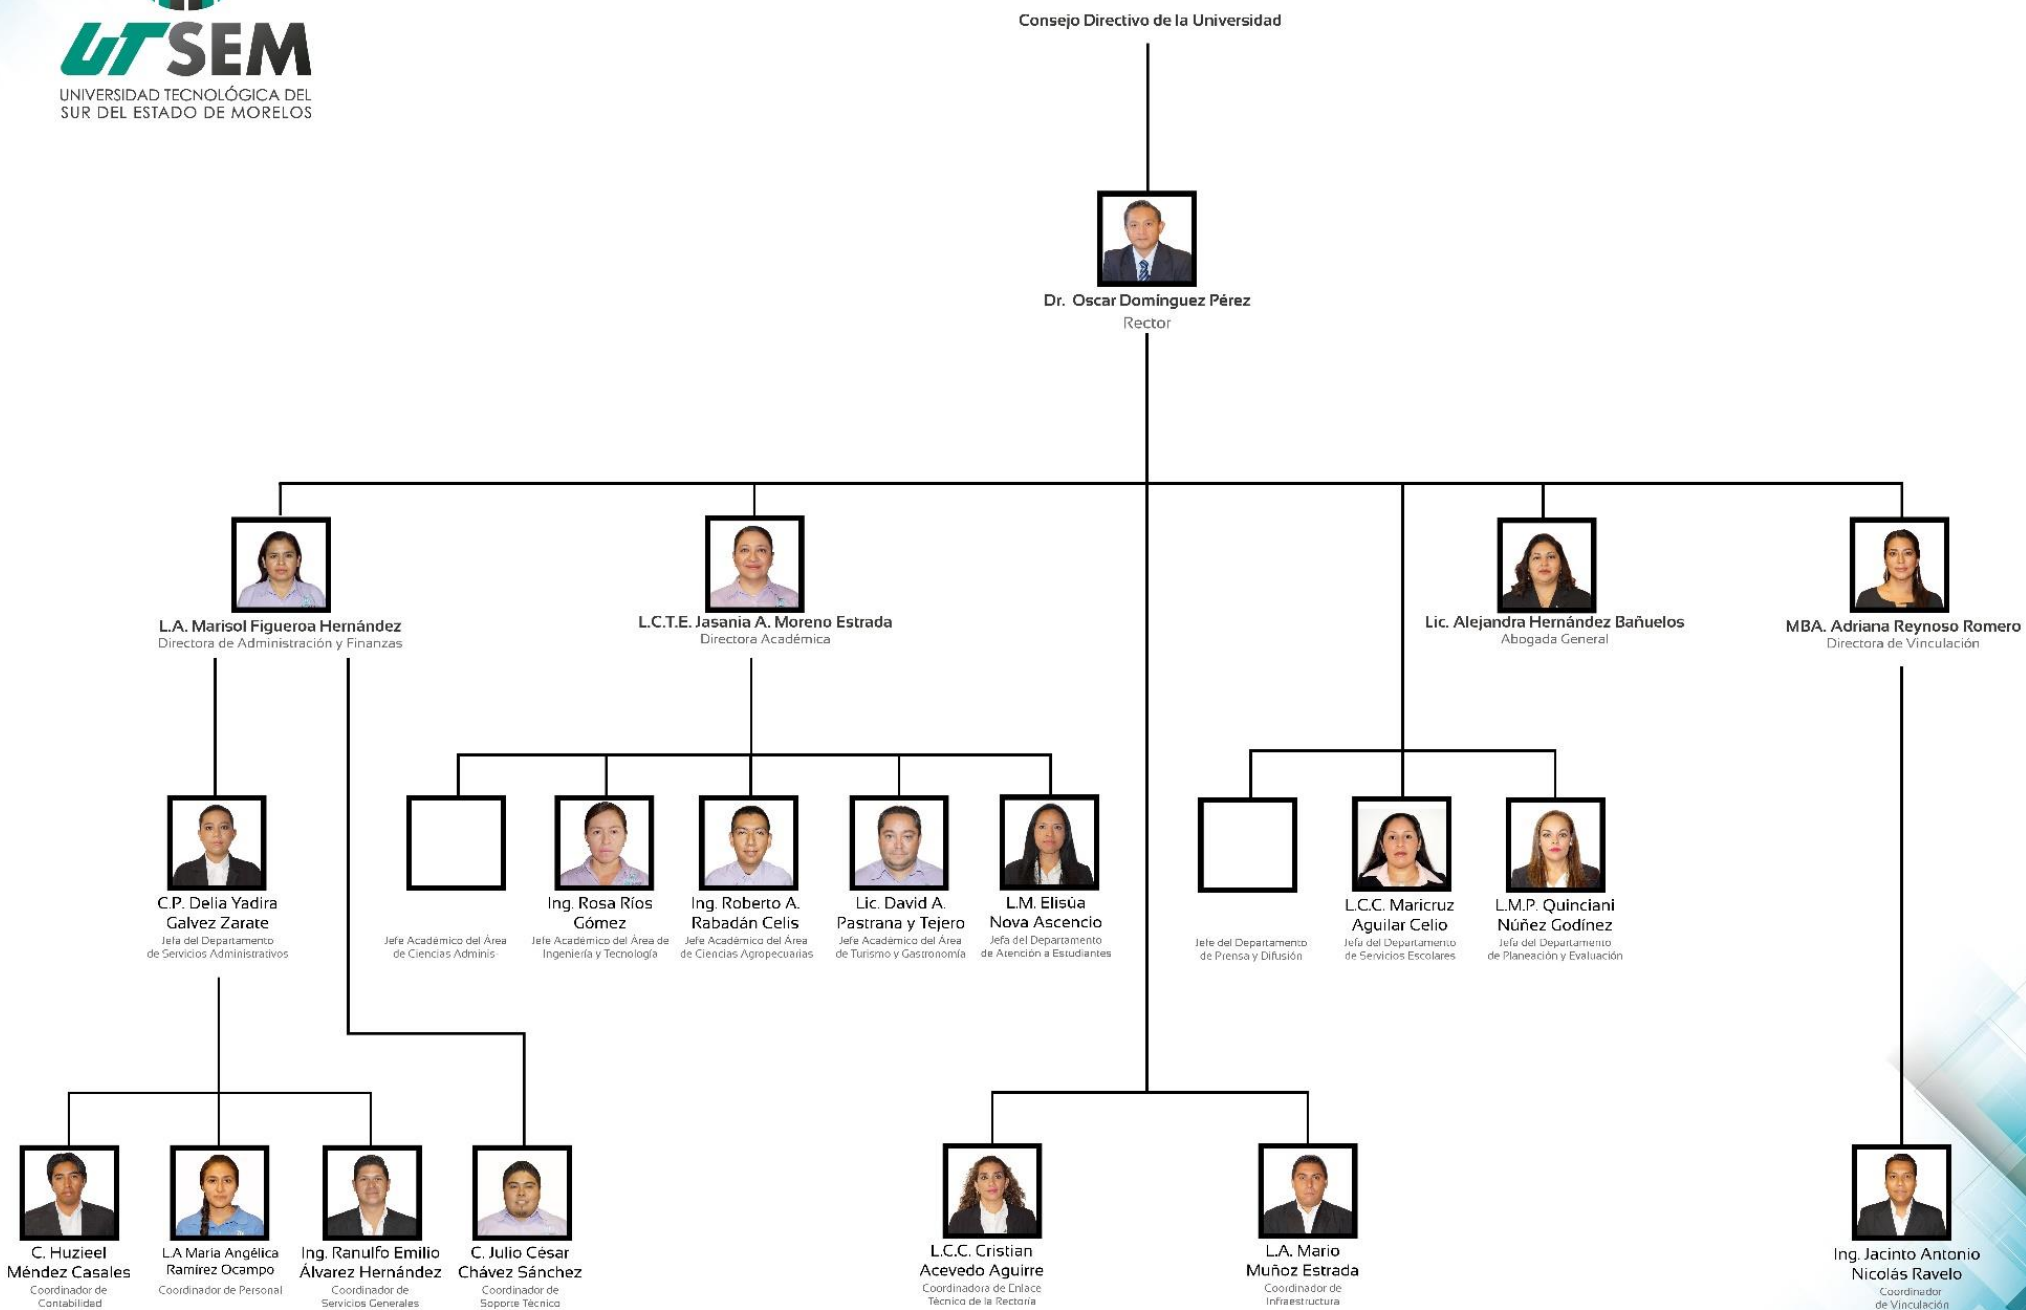 UTSEM
UNIVERSIDAD TECNOLÓGICA DEL
SUR DEL ESTADO DE MORELOS
Consejo Directivo de la Universidad
Dr. Oscar Domínguez Pérez
Rector
L.A. Marisol Figueroa Hernández
Directora de Administración y Finanzas
L.C.T.E. Jasania A. Moreno Estrada
Directora Académica
Lic. Alejandra Hernández Bañuelos
Abogada General
MBA. Adriana Reynoso Romero
Directora de Vinculación
C.P. Delia Yadira
Galvez Zarate
Jefa del Departamento
de Servicios Administrativos
Jefe Académico del Área
de Ciencias Adminis-
Ing. Rosa Ríos
Gómez
Jefe Académico del Área de
Ingeniería y Tecnología
Ing. Roberto A.
Rabadán Celis
Jefe Académico del Área
de Ciencias Agropecuarias
Lic. David A.
Pastrana y Tejero
Jefe Académico del Área
de Turismo y Gastronomía
L.M. Elisúa
Nova Ascencio
Jefa del Departamento
de Atención a Estudiantes
Jefe del Departamento
de Prensa y Difusión
L.C.C. Maricruz
Aguilar Celio
Jefa del Departamento
de Servicios Escolares
L.M.P. Quinciani
Núñez Godínez
Jefa del Departamento
de Planeación y Evaluación
C. Huzieel
Méndez Casales
Coordinador de
Contabilidad
L.A María Angélica
Ramírez Ocampo
Coordinador de Personal
Ing. Ranulfo Emilio
Álvarez Hernández
Coordinador de
Servicios Generales
C. Julio César
Chávez Sánchez
Coordinador de
Soporte Técnico
L.C.C. Cristian
Acevedo Aguirre
Coordinadora de Enlace
Técnico de la Rectoría
L.A. Mario
Muñoz Estrada
Coordinador de
Infraestructura
Ing. Jacinto Antonio
Nicolás Ravelo
Coordinador
de Vinculación